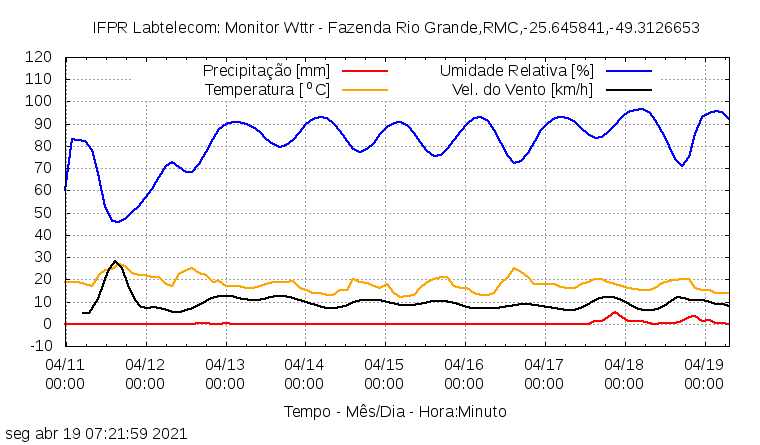 IFPR Labtelecom: Monitor Wttr - Fazenda Rio Grande,RMC,-25.645841,-49.3126653
120
110
100
90
80
70
60
50
40
30
20
10
0
-10
Precipitação [mm]
Temperatura [ ⁰C]
Umidade Relativa [%]
Vel. do Vento [km/h]
04/11 04/12 04/13 04/14 04/15 04/16 04/17 04/18 04/19
00:00 00:00 00:00 00:00 00:00 00:00 00:00 00:00 00:00
Tempo - Mês/Dia - Hora:Minuto
seg abr 19 07:21:59 2021